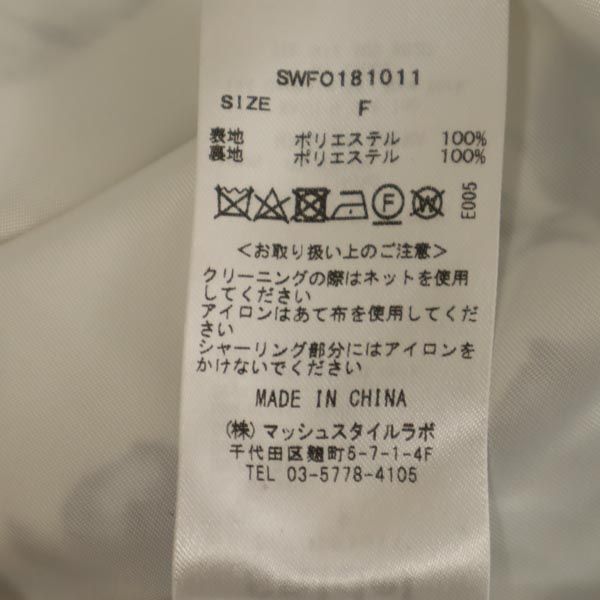 SWFO181011
SIZE F
表地 ポリエステル 100%
裏地 ポリエステル 100%
F W E005
<お取り扱い上のご注意>
クリーニングの際はネットを使用
してください
アイロンはあて布を使用してくだ
さい
シャーリング部分にはアイロンを
かけないでください
MADE IN CHINA
(株)マッシュスタイルラボ
千代田区麹町5-7-1-4F
TEL 03-5778-4105